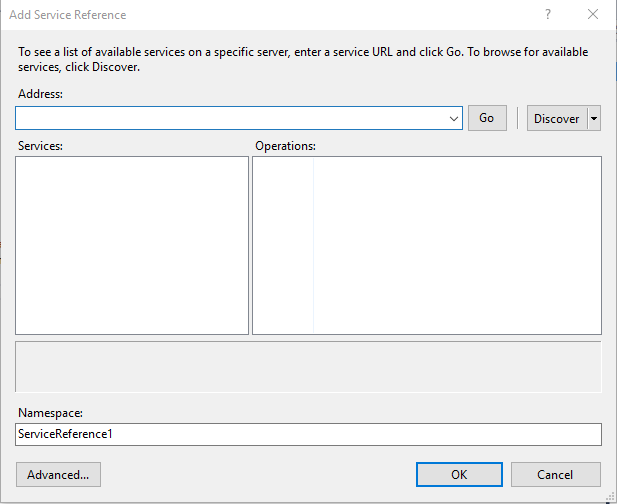 Add Service Reference
?
To see a list of available services on a specific server, enter a service URL and click Go. To browse for available
services, click Discover.
Address:
Go
Discover
Services:
Operations:
Namespace:
ServiceReference1
Advanced...
OK
Cancel